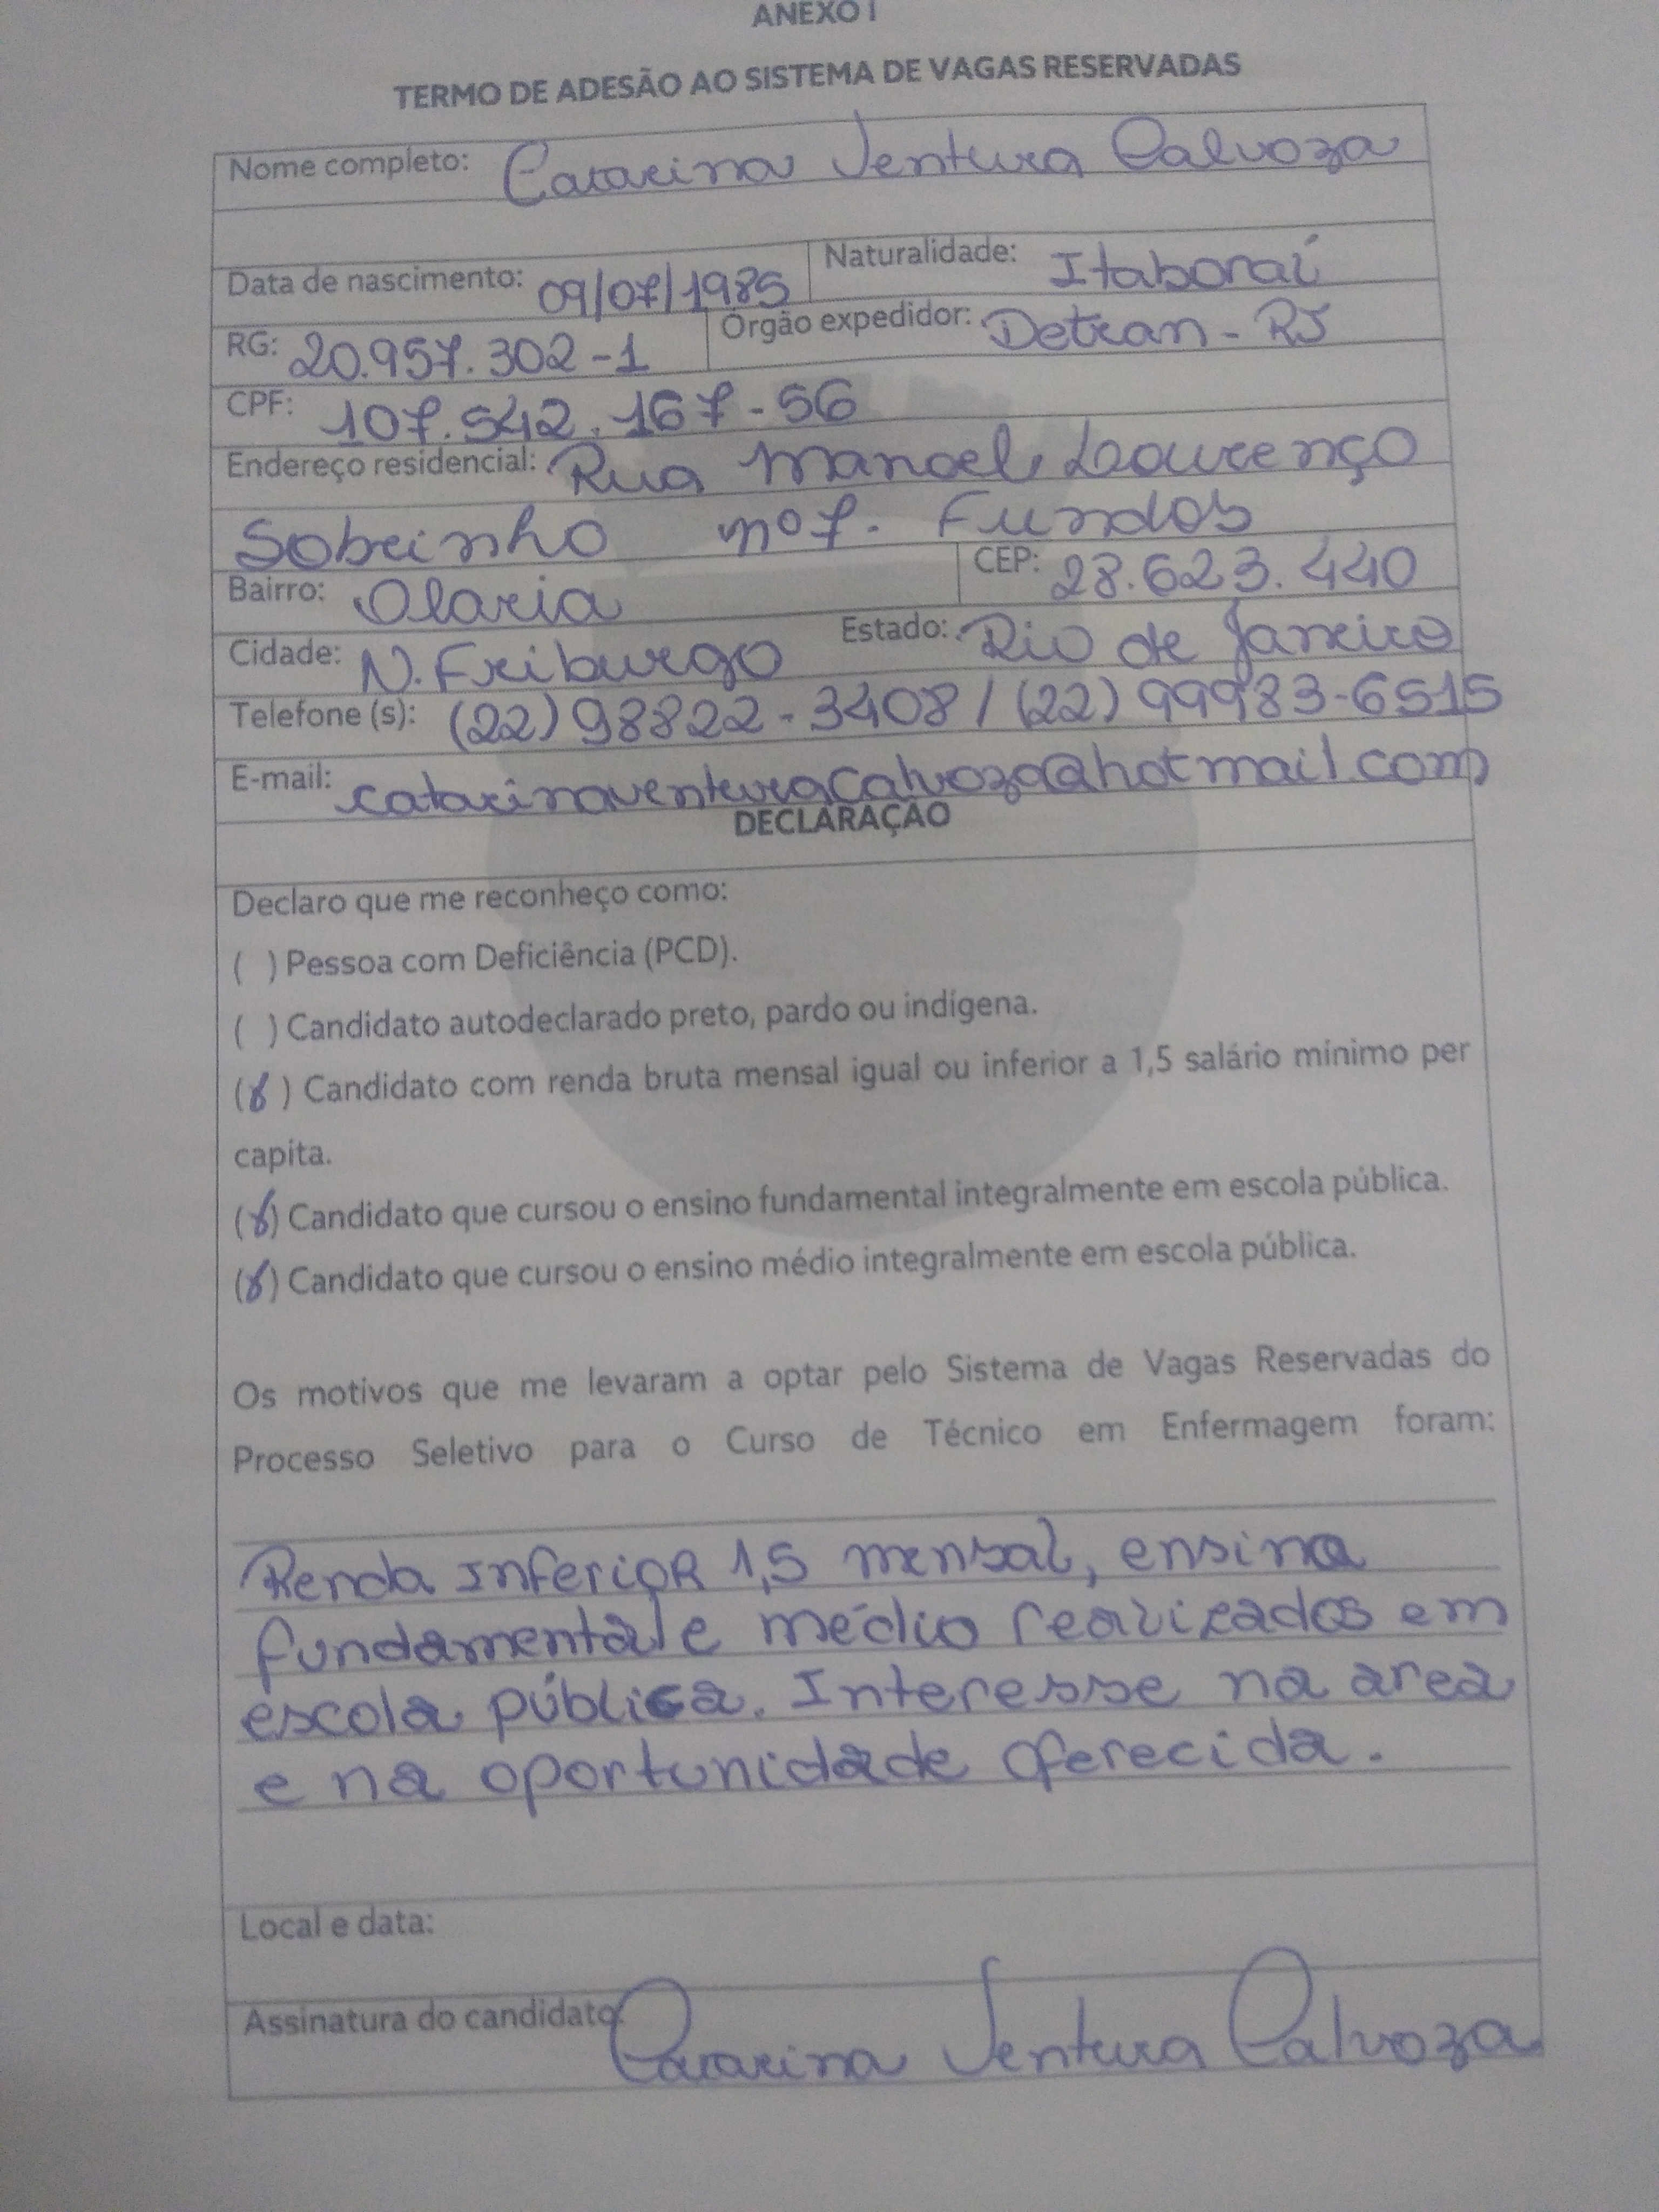 ANEXO I
TERMO DE ADESÃO AO SISTEMA DE VAGAS RESERVADAS
Nome completo: Catarina Ventura Calvoza
Data de nascimento: 09/07/1985 Naturalidade: Itaboraí
RG: 20.957.302-1 Órgão expedidor: Detran-RJ
CPF: 107.542.167-56
Endereço residencial: Rua Manoel Lourenço
Sobrinho nº 7. Fundos
Bairro: Olaria CEP: 28.623.440
Cidade: N. Friburgo Estado: Rio de Janeiro
Telefone (s): (22) 98822-3408 / (22) 99983-6515
E-mail: catarinaventuracalvoza@hotmail.com
DECLARAÇÃO
Declaro que me reconheço como:
( ) Pessoa com Deficiência (PCD).
( ) Candidato autodeclarado preto, pardo ou indígena.
(x) Candidato com renda bruta mensal igual ou inferior a 1,5 salário mínimo per
capita.
(x) Candidato que cursou o ensino fundamental integralmente em escola pública.
(x) Candidato que cursou o ensino médio integralmente em escola pública.
Os motivos que me levaram a optar pelo Sistema de Vagas Reservadas do
Processo Seletivo para o Curso de Técnico em Enfermagem foram:
Renda Inferior 1,5 mensal, ensino
fundamental e médio realizados em
escola pública. Interesse na area
e na oportunidade oferecida.
Local e data:
Assinatura do candidato: Catarina Ventura Calvoza